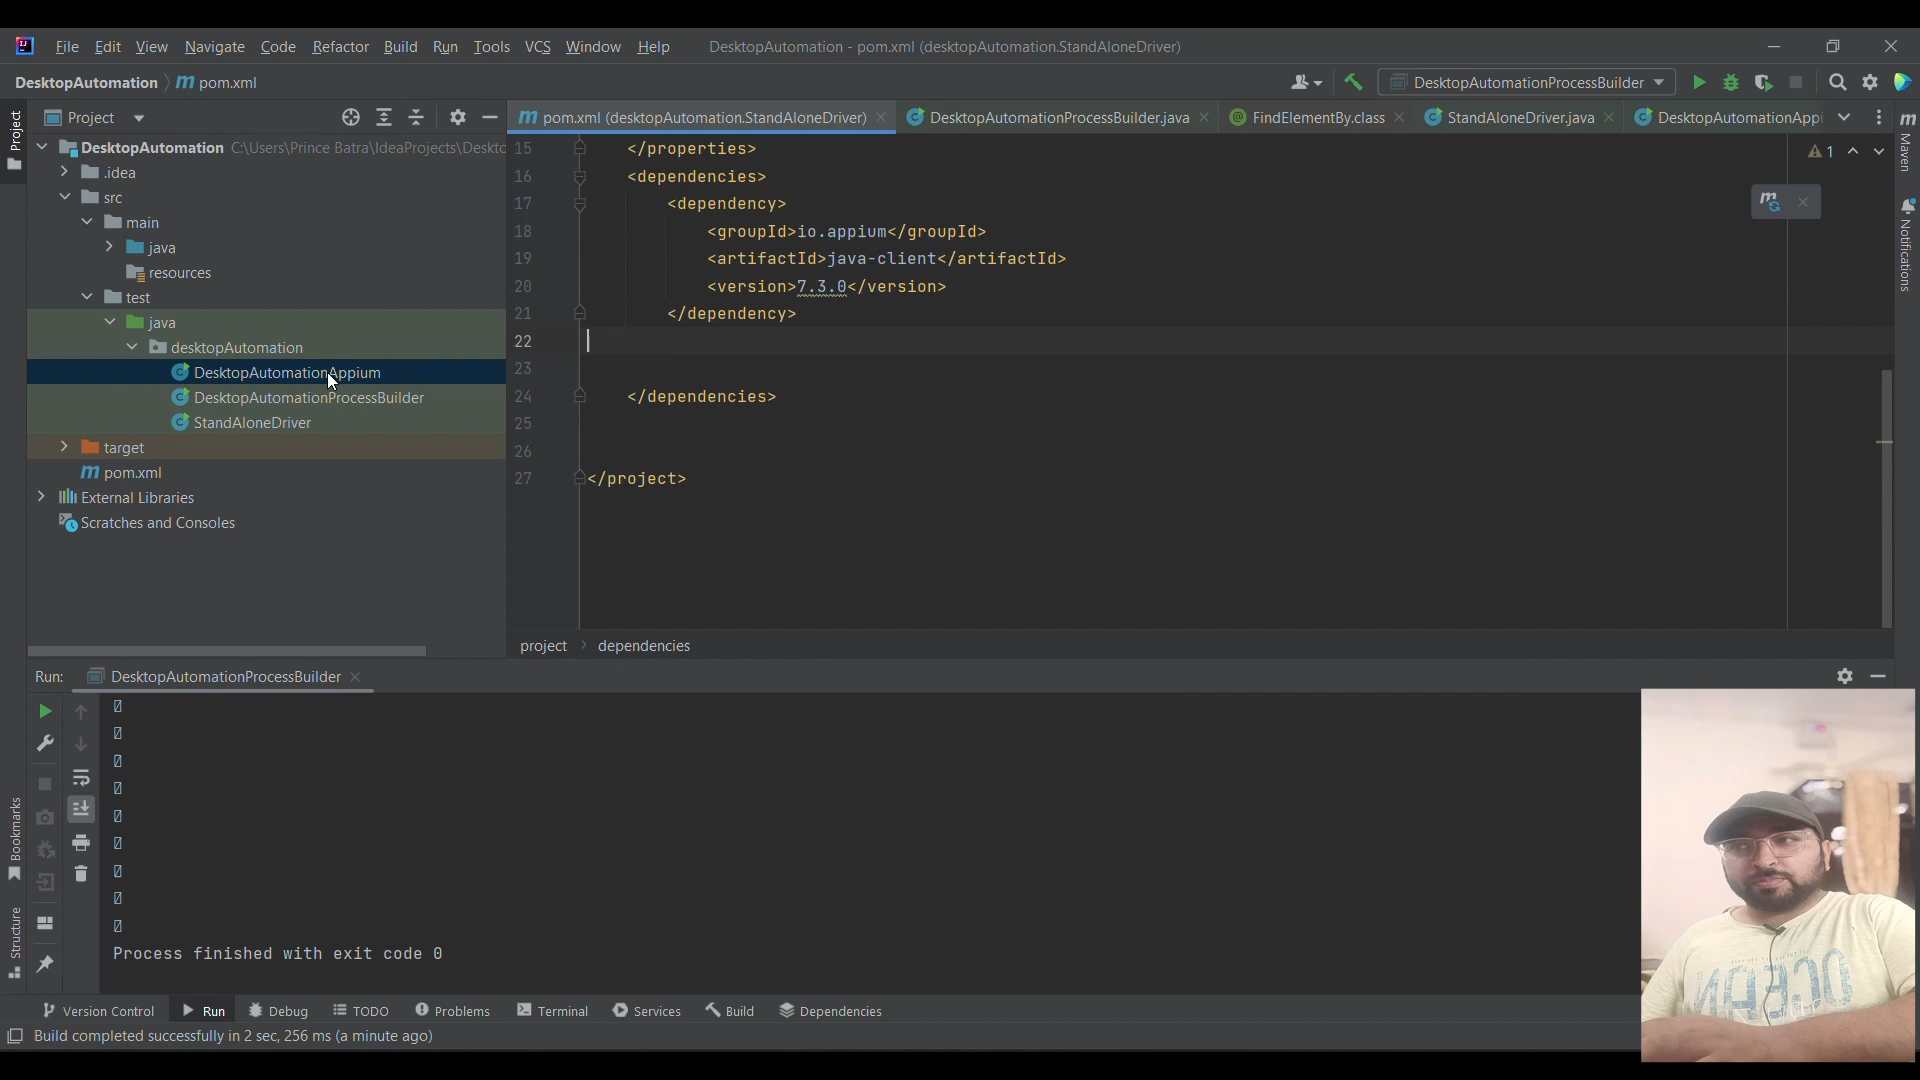 File Edit View Navigate Code Refactor Build Run Tools VCS Window Help DesktopAutomation - pom.xml (desktopAutomation.StandAloneDriver)
DesktopAutomation pom.xml DesktopAutomationProcessBuilder
Project
pom.xml (desktopAutomation.StandAloneDriver) DesktopAutomationProcessBuilder.java FindElementBy.class StandAloneDriver.java DesktopAutomationAppi
DesktopAutomation C:\Users\Prince Batra\IdeaProjects\Deskto
.idea
src
main
java
resources
test
java
desktopAutomation
DesktopAutomationAppium
DesktopAutomationProcessBuilder
StandAloneDriver
target
pom.xml
External Libraries
Scratches and Consoles
15 </properties>
16 <dependencies>
17 <dependency>
18 <groupId>io.appium</groupId>
19 <artifactId>java-client</artifactId>
20 <version>7.3.0</version>
21 </dependency>
22
23
24 </dependencies>
25
26
27 </project>
1
project dependencies
Run: DesktopAutomationProcessBuilder
Process finished with exit code 0
Version Control Run Debug TODO Problems Terminal Services Build Dependencies
Build completed successfully in 2 sec, 256 ms (a minute ago)
Project
Bookmarks
Structure
Maven
Notifications
OCEAN